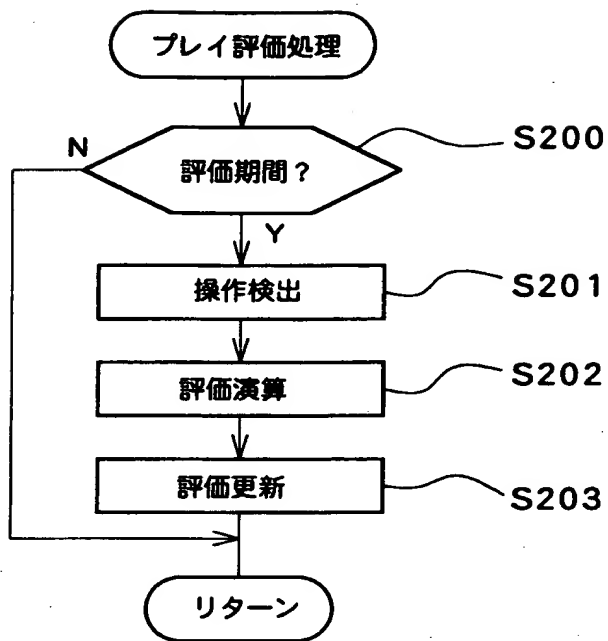 プレイ評価処理
N
評価期間？
S200
Y
操作検出
S201
評価演算
S202
評価更新
S203
リターン